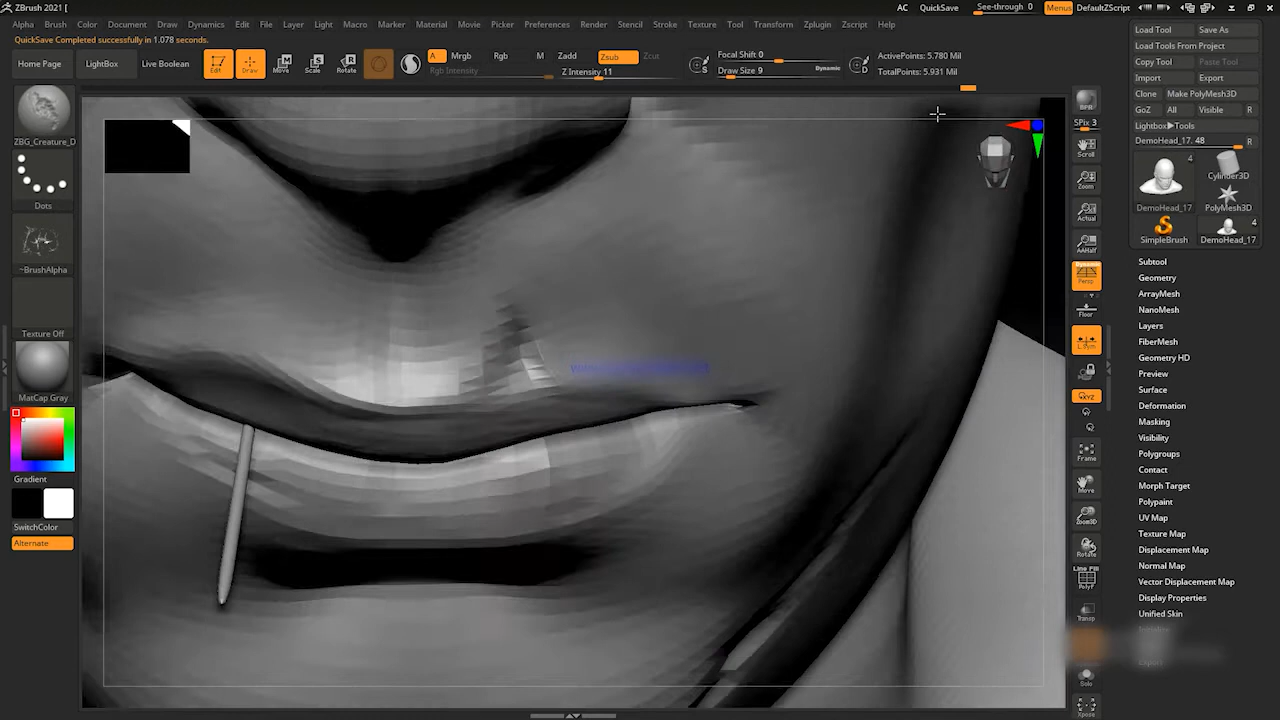 ZBrush 2021 [
AC QuickSave See-through 0 Menus DefaultZScript
Alpha Brush Color Document Draw Dynamics Edit File Layer Light Macro Marker Material Movie Picker Preferences Render Stencil Stroke Texture Tool Transform Zplugin Zscript Help
QuickSave Completed successfully in 1.078 seconds.
Home Page LightBox Live Boolean Edit Draw Move Scale Rotate
A Mrgb Rgb M Zadd Zsub Zcut
Rgb Intensity Z Intensity 11
S Focal Shift 0
Draw Size 9 Dynamic D
ActivePoints: 5.780 Mil
TotalPoints: 5.931 Mil
ZBG_Creature_D
Dots
~BrushAlpha
Texture Off
MatCap Gray
Gradient
SwitchColor
Alternate
BPR
SPix 3
Scroll
Zoom
Actual
AAHalf
Dynamic
Persp
Floor
L.Sym
XYZ
Frame
Move
Zoom3D
Rotate
Line Fill
PolyF
Transp
Solo
Xpose
Load Tool Save As
Load Tools From Project
Copy Tool Paste Tool
Import Export
Clone Make PolyMesh3D
GoZ All Visible R
Lightbox▶Tools
DemoHead_17. 48 R
4
Cylinder3D
DemoHead_17 PolyMesh3D
4
SimpleBrush DemoHead_17
Subtool
Geometry
ArrayMesh
NanoMesh
Layers
FiberMesh
Geometry HD
Preview
Surface
Deformation
Masking
Visibility
Polygroups
Contact
Morph Target
Polypaint
UV Map
Texture Map
Displacement Map
Normal Map
Vector Displacement Map
Display Properties
Unified Skin